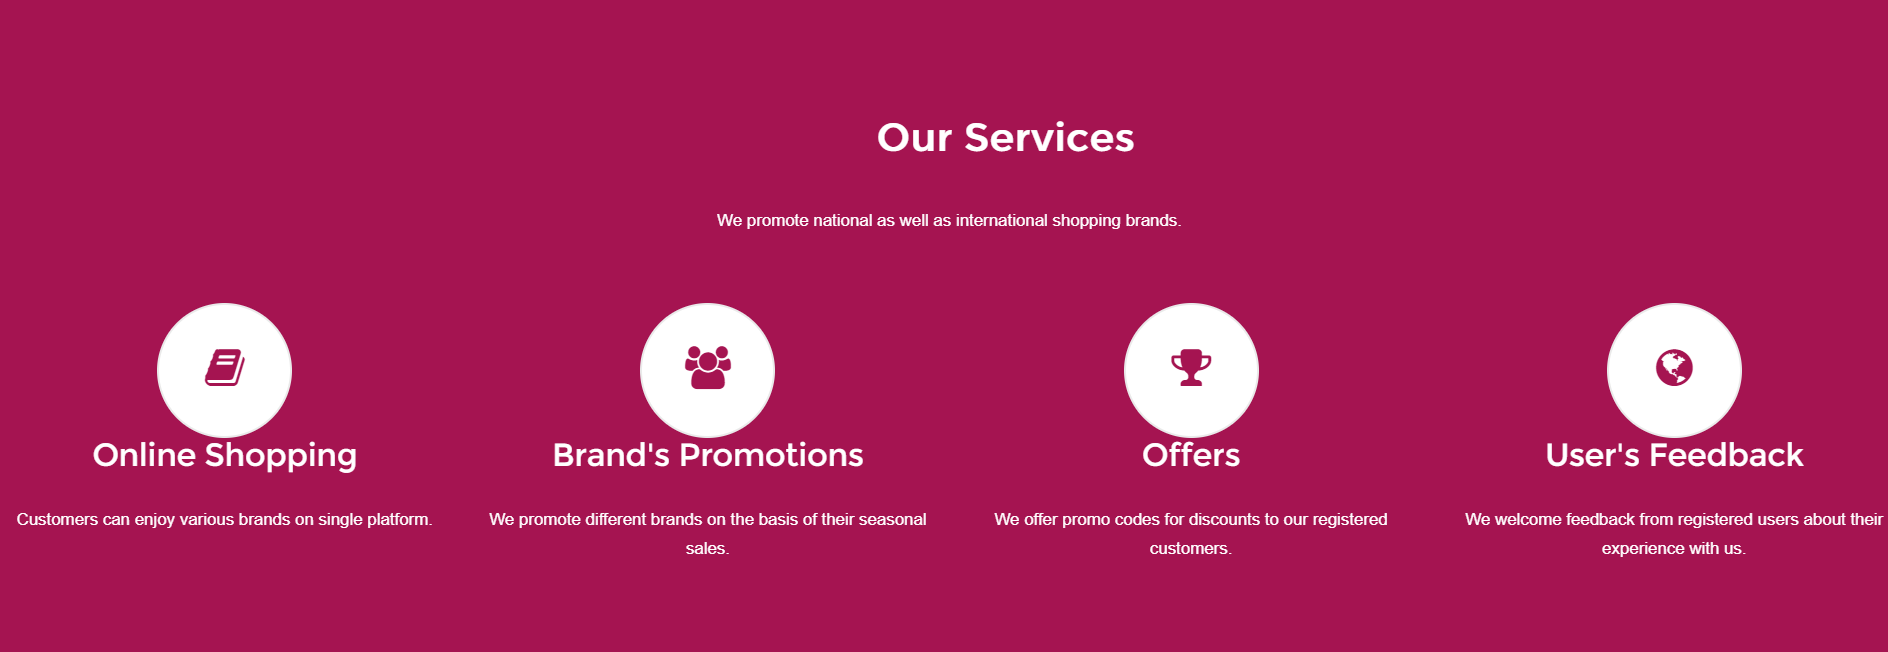 Our Services
We promote national as well as international shopping brands.
Online Shopping
Customers can enjoy various brands on single platform.
Brand's Promotions
We promote different brands on the basis of their seasonal
sales.
Offers
We offer promo codes for discounts to our registered
customers.
User's Feedback
We welcome feedback from registered users about their
experience with us.